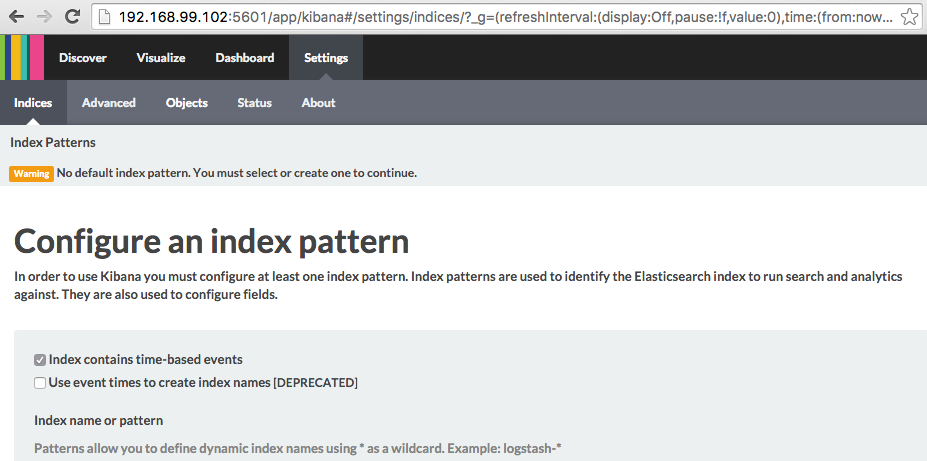 192.168.99.102:5601/app/kibana#/settings/indices/?_g=(refreshInterval:(display:Off,pause:!f,value:0),time:(from:now...
Discover Visualize Dashboard Settings
Indices Advanced Objects Status About
Index Patterns
Warning No default index pattern. You must select or create one to continue.
Configure an index pattern
In order to use Kibana you must configure at least one index pattern. Index patterns are used to identify the Elasticsearch index to run search and analytics
against. They are also used to configure fields.
Index contains time-based events
Use event times to create index names [DEPRECATED]
Index name or pattern
Patterns allow you to define dynamic index names using * as a wildcard. Example: logstash-*